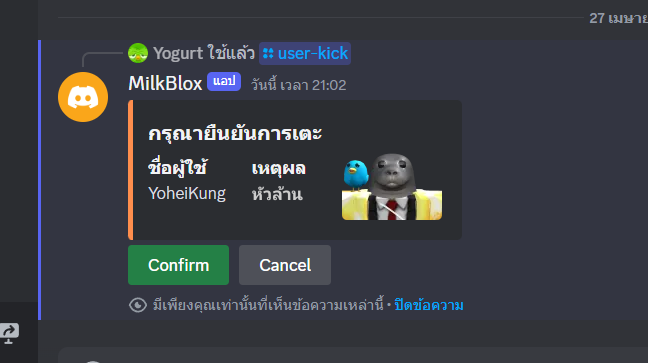 27 เมษาย
Yogurt ใช้แล้ว user-kick
MilkBlox แอป วันนี้ เวลา 21:02
กรุณายืนยันการเตะ
ชื่อผู้ใช้ เหตุผล
YoheiKung หัวล้าน
Confirm Cancel
มีเพียงคุณเท่านั้นที่เห็นข้อความเหล่านี้ • ปิดข้อความ